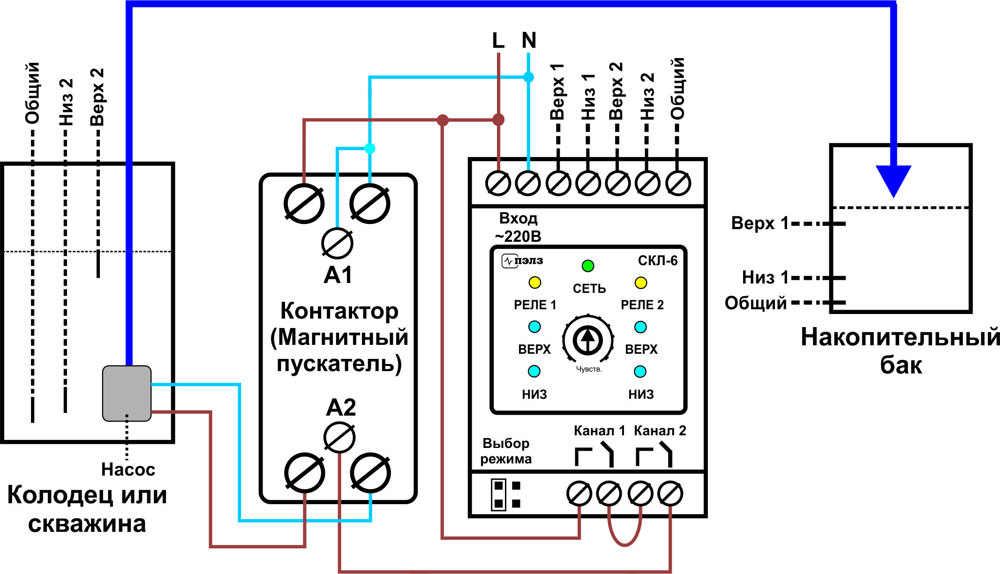 L N
Общий
Низ 2
Верх 2
Верх 1
Низ 1
Верх 2
Низ 2
Общий
А1
Контактор
(Магнитный
пускатель)
А2
Вход
~220В
пэлз
СКЛ-6
СЕТЬ
РЕЛЕ 1
РЕЛЕ 2
ВЕРХ
ВЕРХ
Чувств.
НИЗ
НИЗ
Канал 1 Канал 2
Выбор
режима
Верх 1
Низ 1
Общий
Накопительный
бак
Насос
Колодец или
скважина